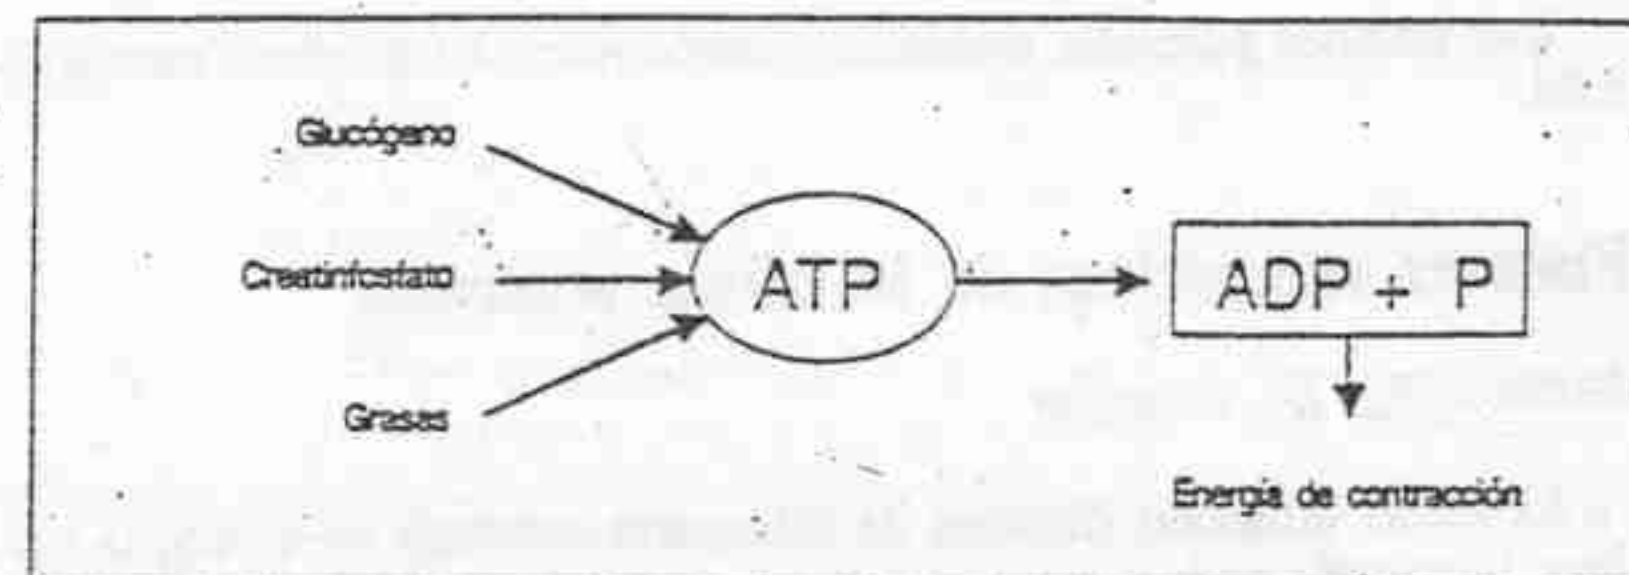 Glucógeno
Creatinfosfato
ATP
ADP + P
Grasas
Energía de contracción